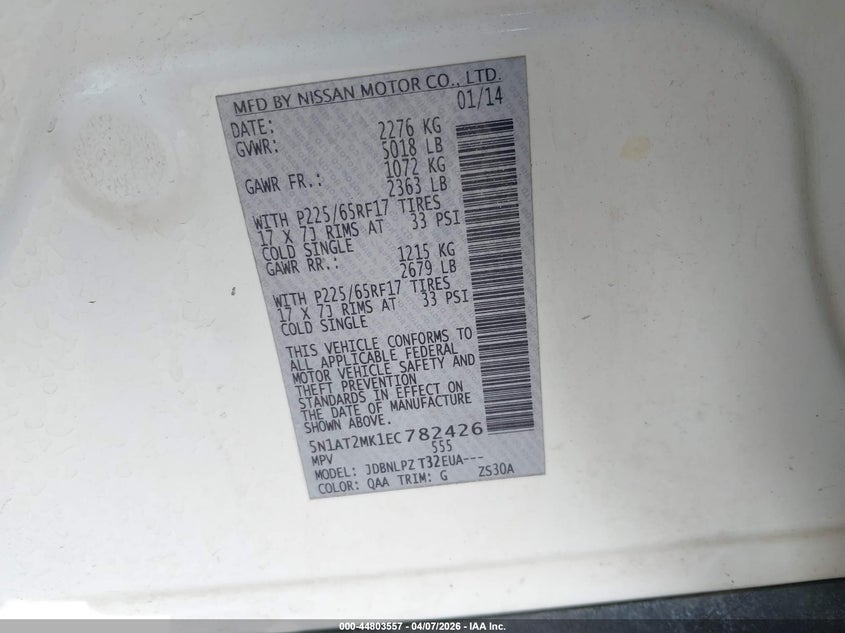 MFD BY NISSAN MOTOR CO., LTD.
DATE: 01/14
GVWR: 2276 KG
5018 LB
GAWR FR.: 1072 KG
2363 LB
WITH P225/65RF17 TIRES
17 X 7J RIMS AT 33 PSI
COLD SINGLE
GAWR RR.: 1215 KG
2679 LB
WITH P225/65RF17 TIRES
17 X 7J RIMS AT 33 PSI
COLD SINGLE
THIS VEHICLE CONFORMS TO
ALL APPLICABLE FEDERAL
MOTOR VEHICLE SAFETY AND
THEFT PREVENTION
STANDARDS IN EFFECT ON
THE DATE OF MANUFACTURE
SHOWN ABOVE.
5N1AT2MK1EC782426
MPV 555
MODEL: JDBNLPZ T32EUA---
COLOR: QAA TRIM: G ZS30A
000-44803557 - 04/07/2026 - IAA Inc.